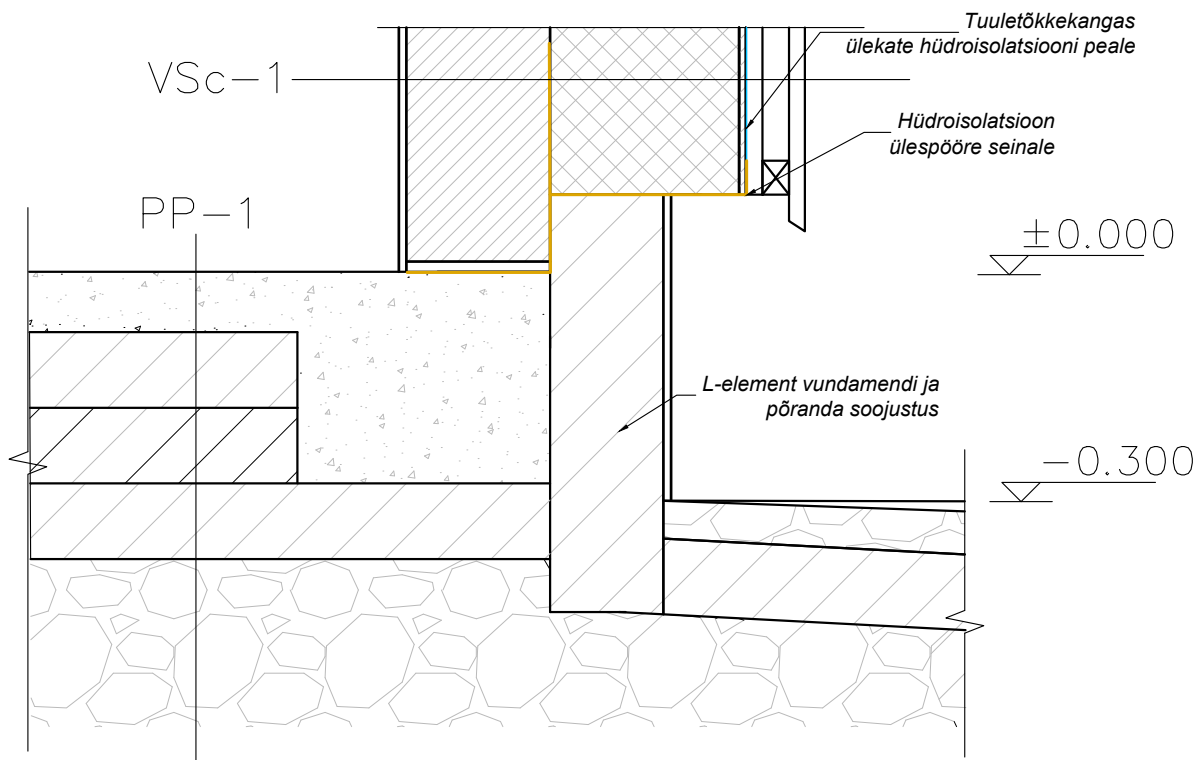 Tuuletõkkekangas
ülekate hüdroisolatsiooni peale
VSc-1
Hüdroisolatsioon
ülespööre seinale
PP-1
±0.000
L-element vundamendi ja
põranda soojustus
-0.300